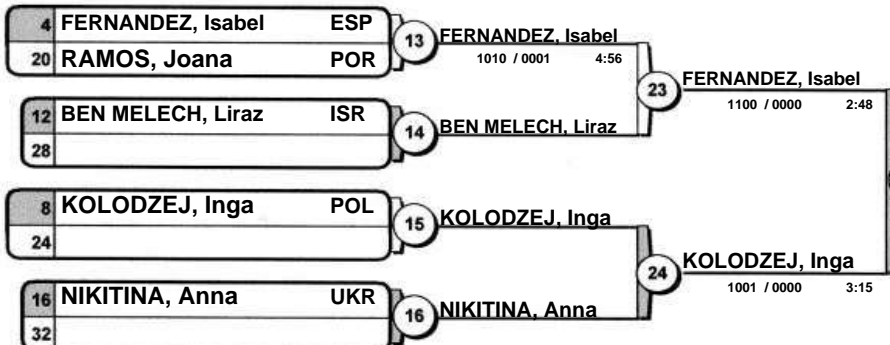 4 FERNANDEZ, Isabel ESP
20 RAMOS, Joana POR
13 FERNANDEZ, Isabel
1010 / 0001 4:56
12 BEN MELECH, Liraz ISR
28
14 BEN MELECH, Liraz
23 FERNANDEZ, Isabel
1100 / 0000 2:48
8 KOLODZEJ, Inga POL
24
15 KOLODZEJ, Inga
16 NIKITINA, Anna UKR
32
16 NIKITINA, Anna
24 KOLODZEJ, Inga
1001 / 0000 3:15